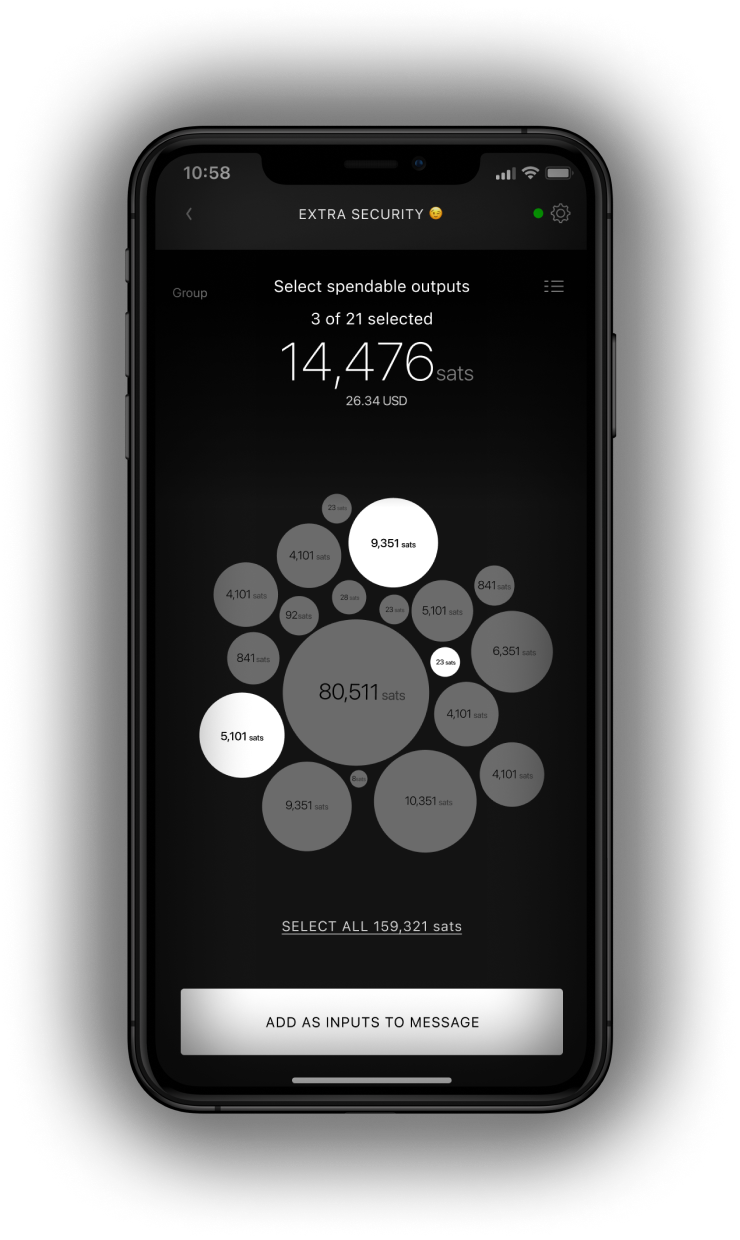 10:58
EXTRA SECURITY 😉
Group
Select spendable outputs
3 of 21 selected
14,476 sats
26.34 USD
23 sats
9,351 sats
4,101 sats
4,101 sats
841 sats
28 sats
23 sats
5,101 sats
92 sats
841 sats
6,351 sats
23 sats
80,511 sats
4,101 sats
5,101 sats
4,101 sats
sats
9,351 sats
10,351 sats
SELECT ALL 159,321 sats
ADD AS INPUTS TO MESSAGE